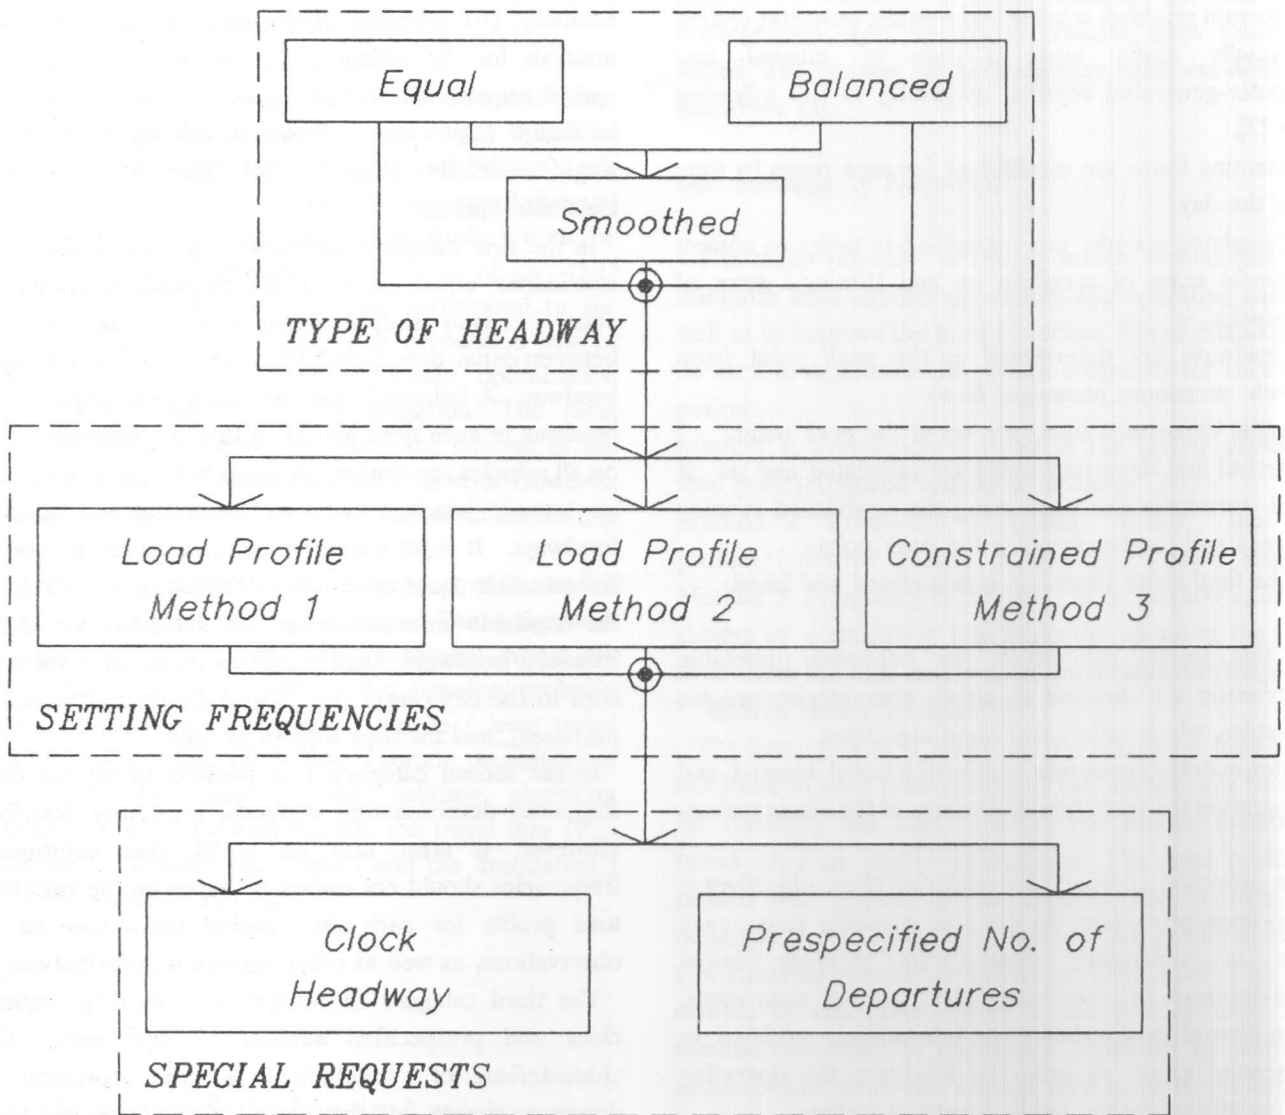 Equal
Balanced
Smoothed
TYPE OF HEADWAY
Load Profile
Method 1
Load Profile
Method 2
Constrained Profile
Method 3
SETTING FREQUENCIES
Clock
Headway
Prespecified No. of
Departures
SPECIAL REQUESTS